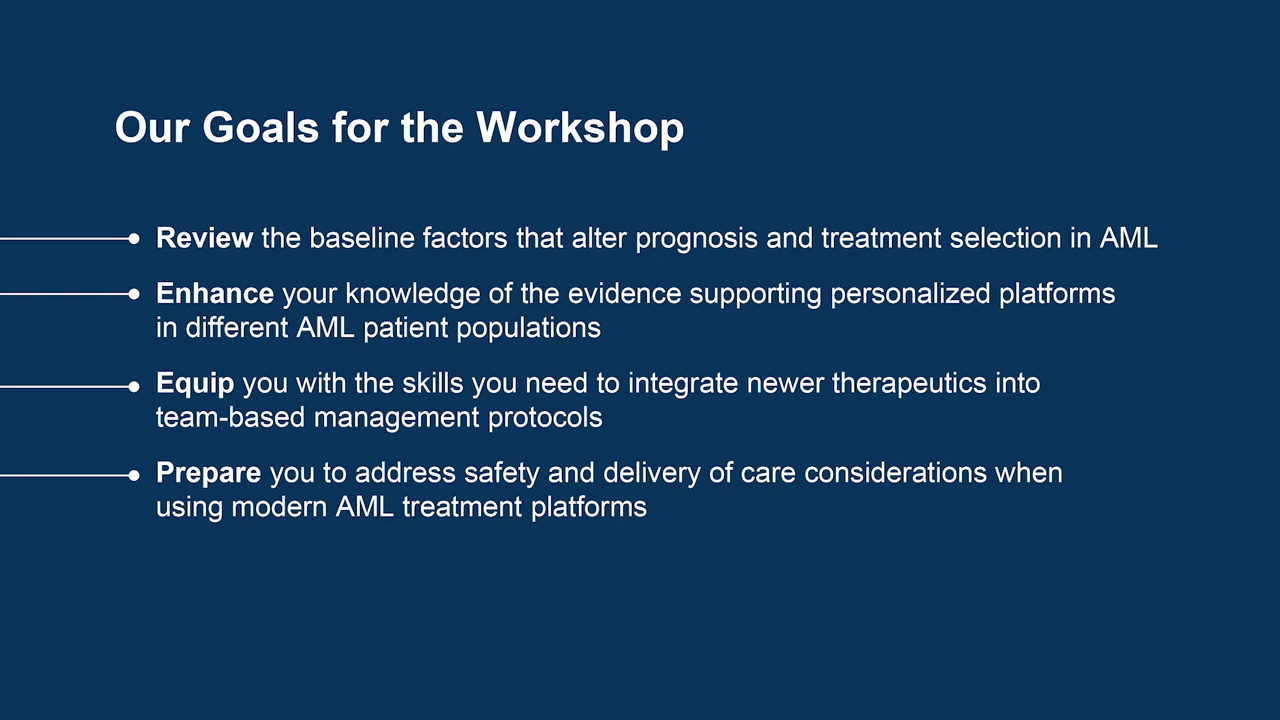 Our Goals for the Workshop
Review the baseline factors that alter prognosis and treatment selection in AML
Enhance your knowledge of the evidence supporting personalized platforms
in different AML patient populations
Equip you with the skills you need to integrate newer therapeutics into
team-based management protocols
Prepare you to address safety and delivery of care considerations when
using modern AML treatment platforms